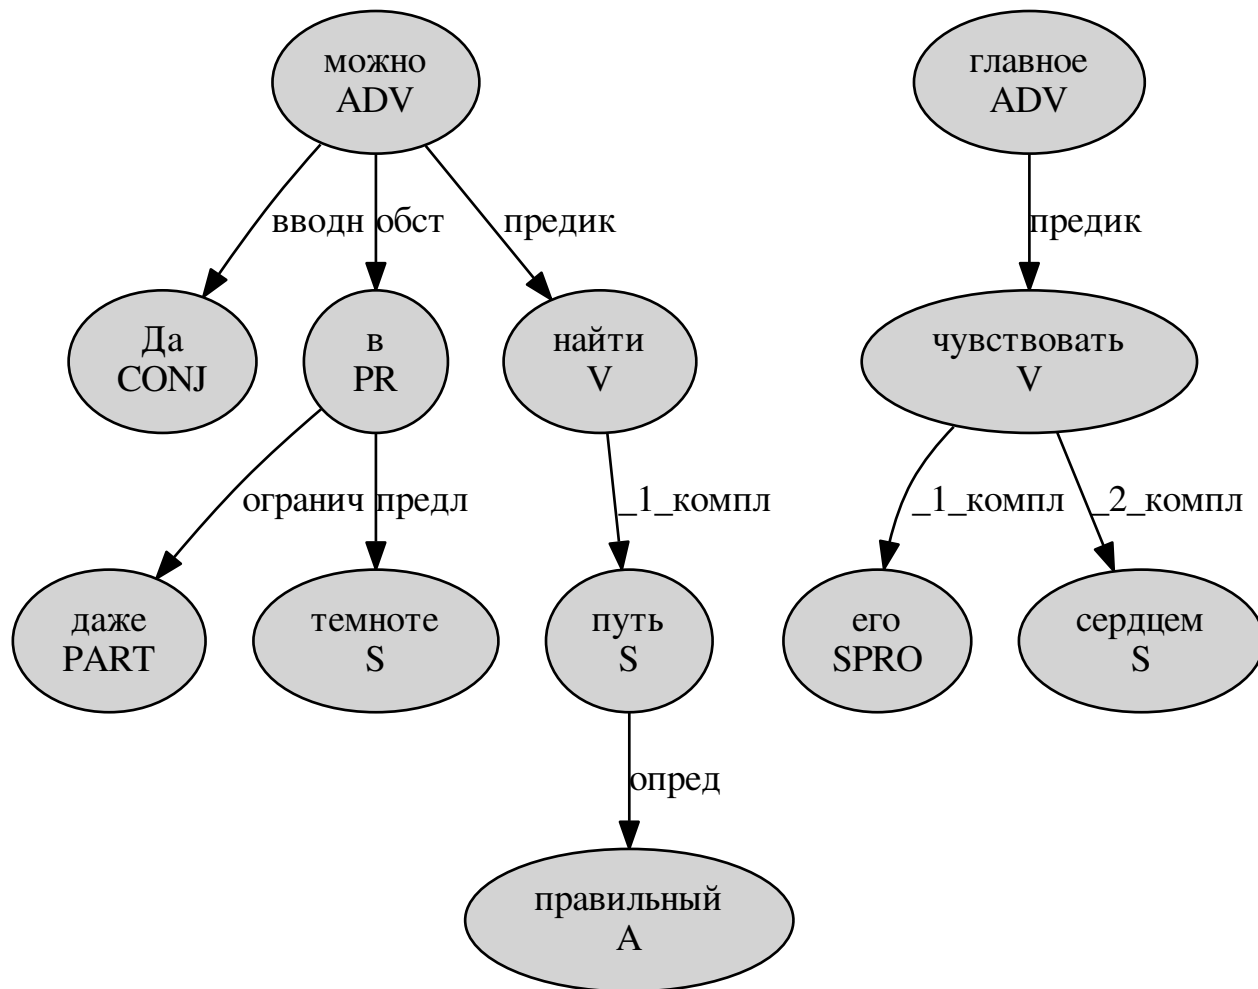 можно
ADV
главное
ADV
вводн
обст
предик
предик
Да
CONJ
в
PR
найти
V
чувствовать
V
огранич
предл
_1_компл
_1_компл
_2_компл
даже
PART
темноте
S
путь
S
его
SPRO
сердцем
S
опред
правильный
A